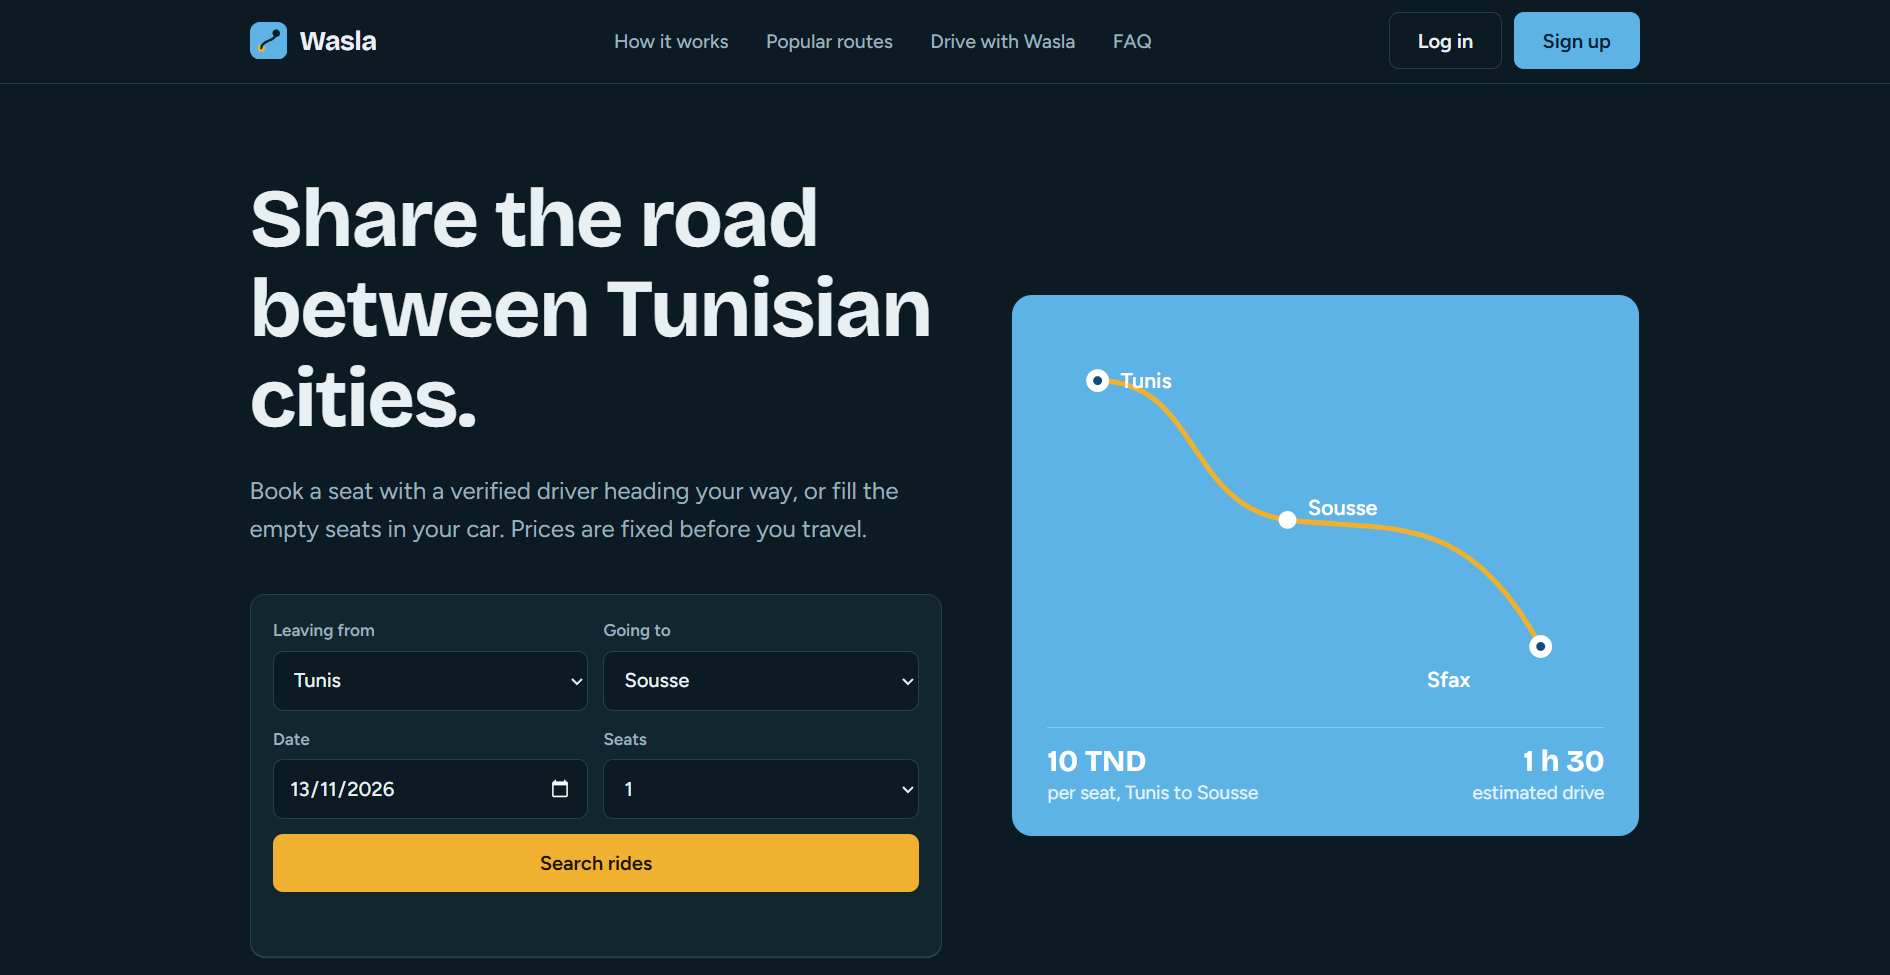 Wasla
How it works
Popular routes
Drive with Wasla
FAQ
Log in
Sign up
Share the road
between Tunisian
cities.
Book a seat with a verified driver heading your way, or fill the
empty seats in your car. Prices are fixed before you travel.
Leaving from
Going to
Tunis
Sousse
Date
Seats
13/11/2026
1
Search rides
Tunis
Sousse
Sfax
10 TND
per seat, Tunis to Sousse
1 h 30
estimated drive